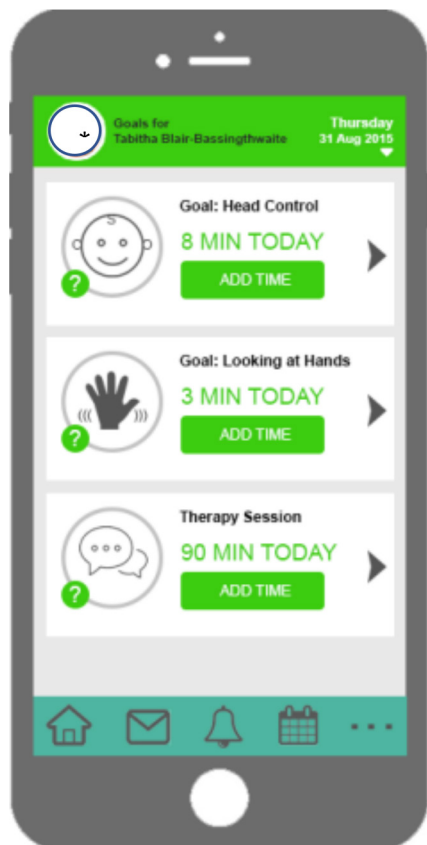 Goals for
Tabitha Blair-Bassingthwaite
Thursday
31 Aug 2015
Goal: Head Control
8 MIN TODAY
ADD TIME
?
Goal: Looking at Hands
3 MIN TODAY
ADD TIME
?
Therapy Session
90 MIN TODAY
ADD TIME
?